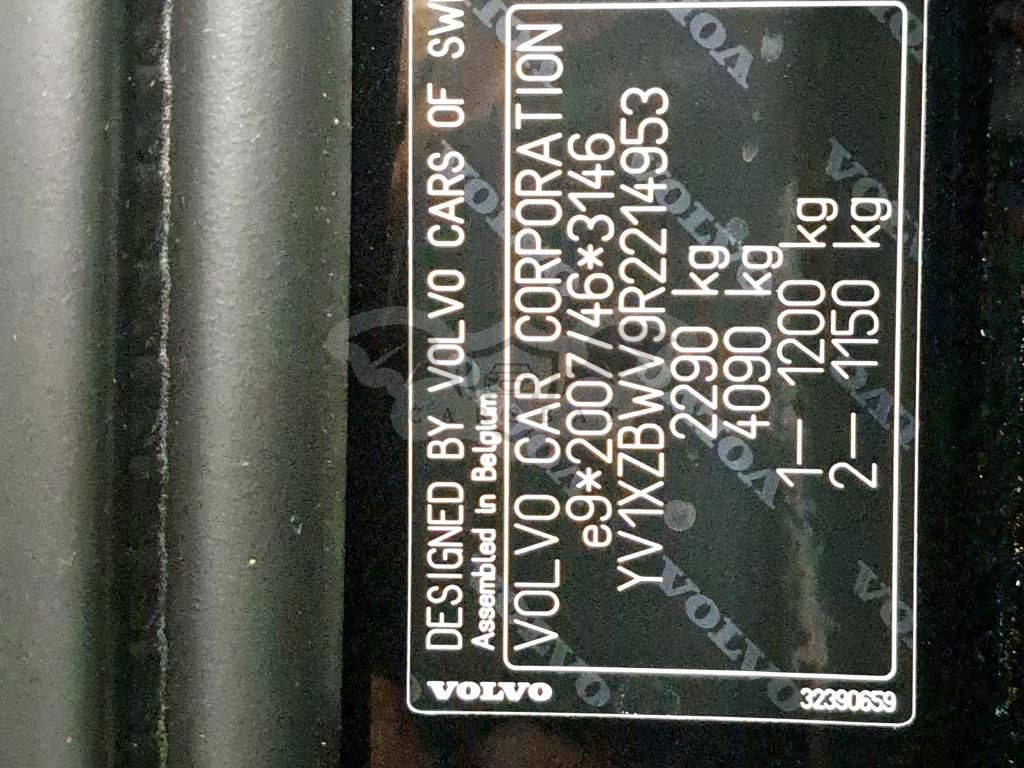 DESIGNED BY VOLVO CARS OF SW
Assembled in Belgium
VOLVO CAR CORPORATION
e9*2007/46*3146
YV1XZBWV9R2214953
2290 kg
4090 kg
1– 1200 kg
2– 1150 kg
VOLVO
32390659